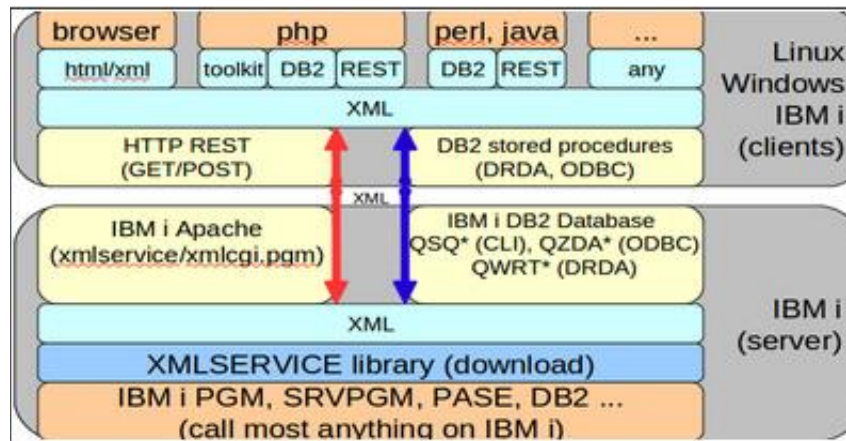 browser
php
perl, java
...
html/xml
toolkit
DB2
REST
DB2
REST
any
XML
HTTP REST
(GET/POST)
DB2 stored procedures
(DRDA, ODBC)
Linux
Windows
IBM i
(clients)
XML
IBM i Apache
(xmlservice/xmlcgi.pgm)
IBM i DB2 Database
QSQ* (CLI), QZDA* (ODBC)
QWRT* (DRDA)
XML
XMLSERVICE library (download)
IBM i PGM, SRVPGM, PASE, DB2 ...
(call most anything on IBM i)
IBM i
(server)